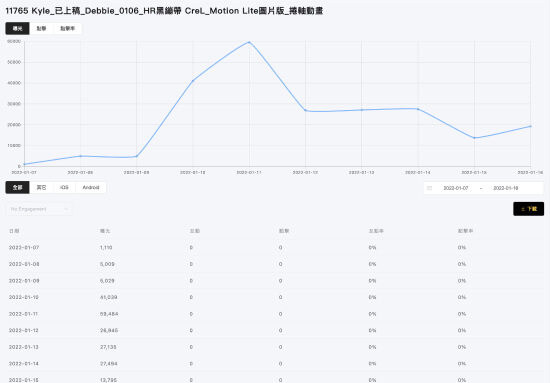 11765 Kyle_已上稿_Debbie_0106_HR黑繃帶 CreL_Motion Lite圖片版_捲軸動畫
曝光 點擊 點擊率
60000
50000
40000
30000
20000
10000
0
2022-01-07 2022-01-08 2022-01-09 2022-01-10 2022-01-11 2022-01-12 2022-01-13 2022-01-14 2022-01-15 2022-01-16
全部 其它 iOS Android
2022-01-07 - 2022-01-16
No Engagement
下載
日期 曝光 互動 點擊 互動率 點擊率
2022-01-07 1,110 0 0 0% 0%
2022-01-08 5,009 0 0 0% 0%
2022-01-09 5,029 0 0 0% 0%
2022-01-10 41,039 0 0 0% 0%
2022-01-11 59,484 0 0 0% 0%
2022-01-12 26,945 0 0 0% 0%
2022-01-13 27,135 0 0 0% 0%
2022-01-14 27,494 0 0 0% 0%
2022-01-15 13,795 0 0 0% 0%